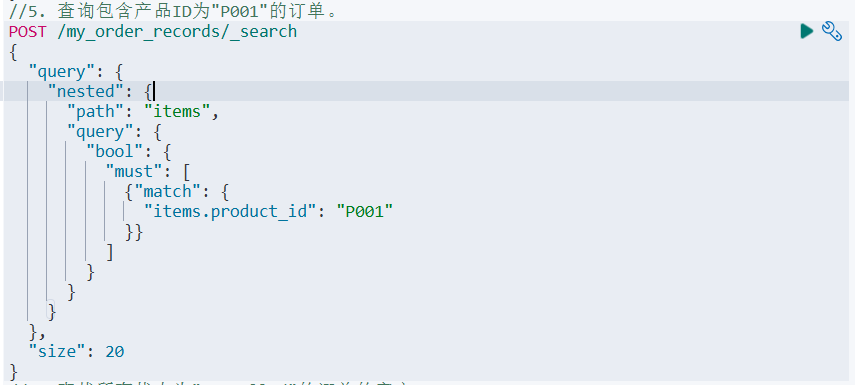 //5. 查询包含产品ID为"P001"的订单。
POST /my_order_records/_search
{
  "query": {
    "nested": {
      "path": "items",
      "query": {
        "bool": {
          "must": [
            {"match": {
              "items.product_id": "P001"
            }}
          ]
        }
      }
    }
  },
  "size": 20
}